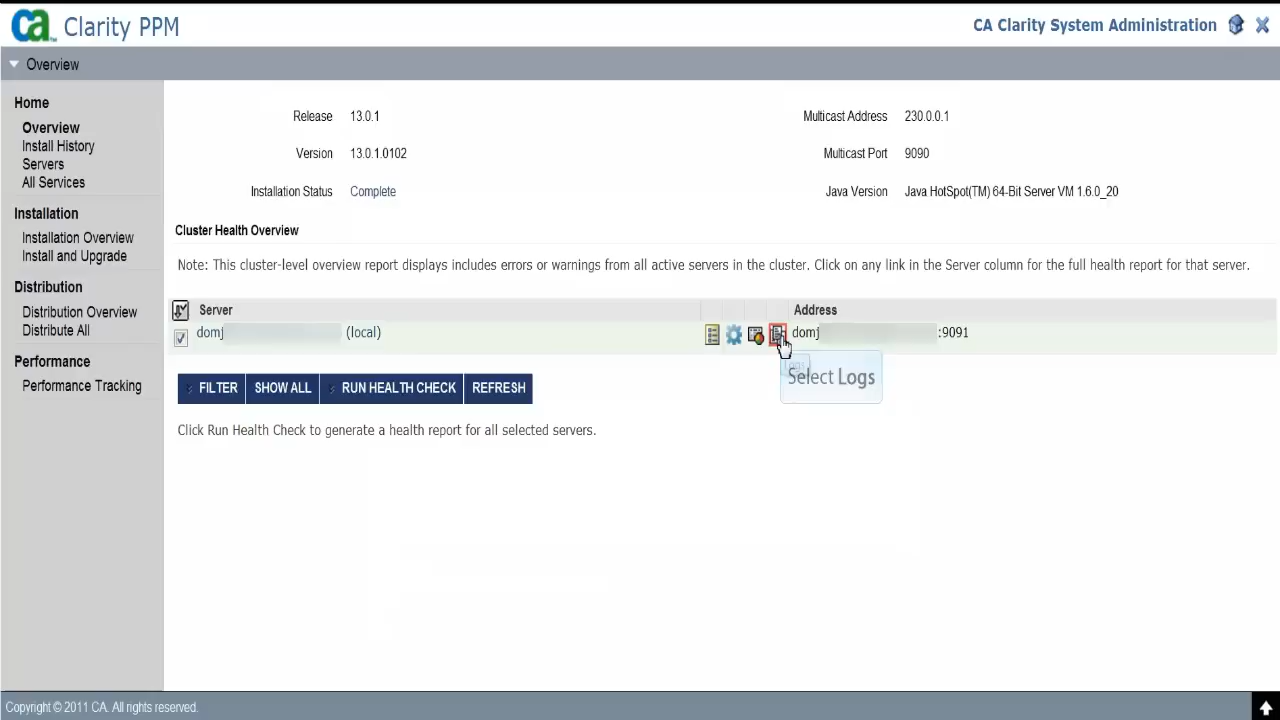 ca Clarity PPM
CA Clarity System Administration
Overview
Home
Overview
Install History
Servers
All Services
Installation
Installation Overview
Install and Upgrade
Distribution
Distribution Overview
Distribute All
Performance
Performance Tracking
Release 13.0.1
Multicast Address 230.0.0.1
Version 13.0.1.0102
Multicast Port 9090
Installation Status Complete
Java Version Java HotSpot(TM) 64-Bit Server VM 1.6.0_20
Cluster Health Overview
Note: This cluster-level overview report displays includes errors or warnings from all active servers in the cluster. Click on any link in the Server column for the full health report for that server.
Server Address
domj (local) domj :9091
Logs
Select Logs
FILTER SHOW ALL RUN HEALTH CHECK REFRESH
Click Run Health Check to generate a health report for all selected servers.
Copyright © 2011 CA. All rights reserved.